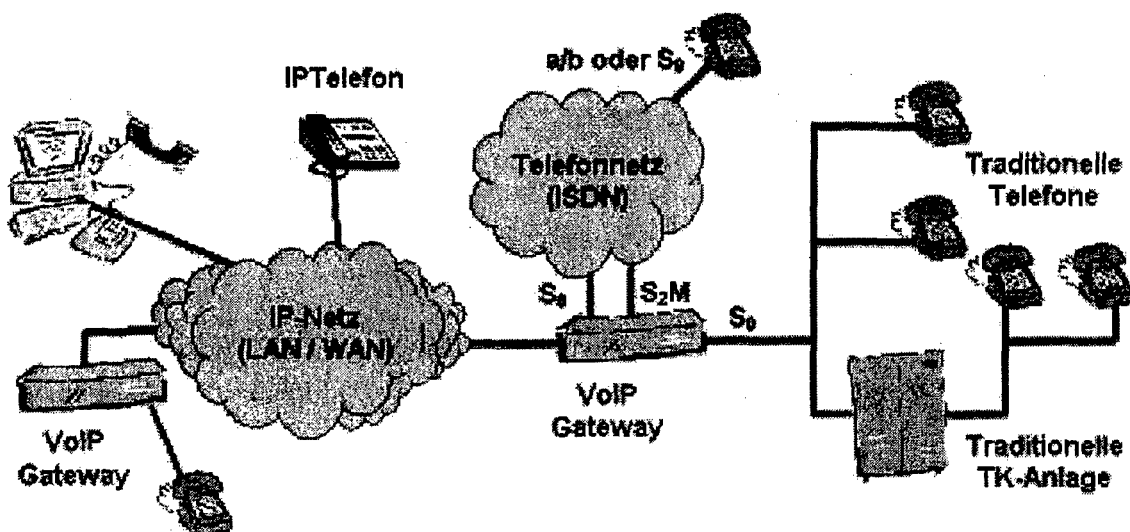 a/b oder S₀
IPTelefon
Telefonnetz
(ISDN)
Traditionelle
Telefone
S₀
S₂M
S₀
IP-Netz
(LAN / WAN)
VoIP
Gateway
VoIP
Gateway
Traditionelle
TK-Anlage